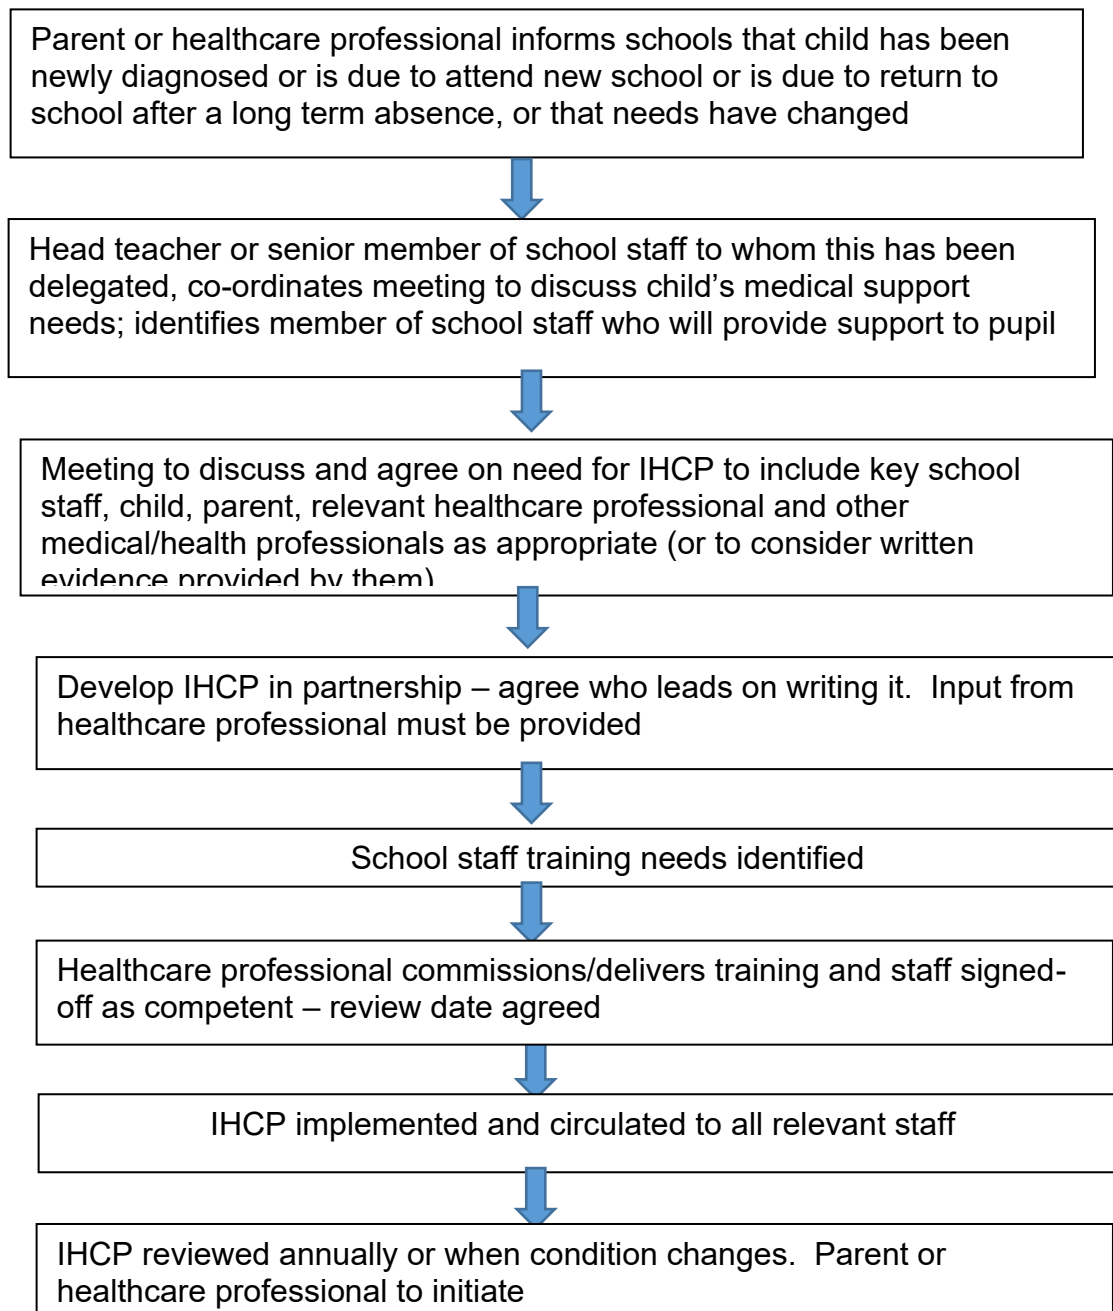 Parent or healthcare professional informs schools that child has been
newly diagnosed or is due to attend new school or is due to return to
school after a long term absence, or that needs have changed
Head teacher or senior member of school staff to whom this has been
delegated, co-ordinates meeting to discuss child’s medical support
needs; identifies member of school staff who will provide support to pupil
Meeting to discuss and agree on need for IHCP to include key school
staff, child, parent, relevant healthcare professional and other
medical/health professionals as appropriate (or to consider written
evidence provided by them)
Develop IHCP in partnership – agree who leads on writing it.  Input from
healthcare professional must be provided
School staff training needs identified
Healthcare professional commissions/delivers training and staff signed-
off as competent – review date agreed
IHCP implemented and circulated to all relevant staff
IHCP reviewed annually or when condition changes.  Parent or
healthcare professional to initiate